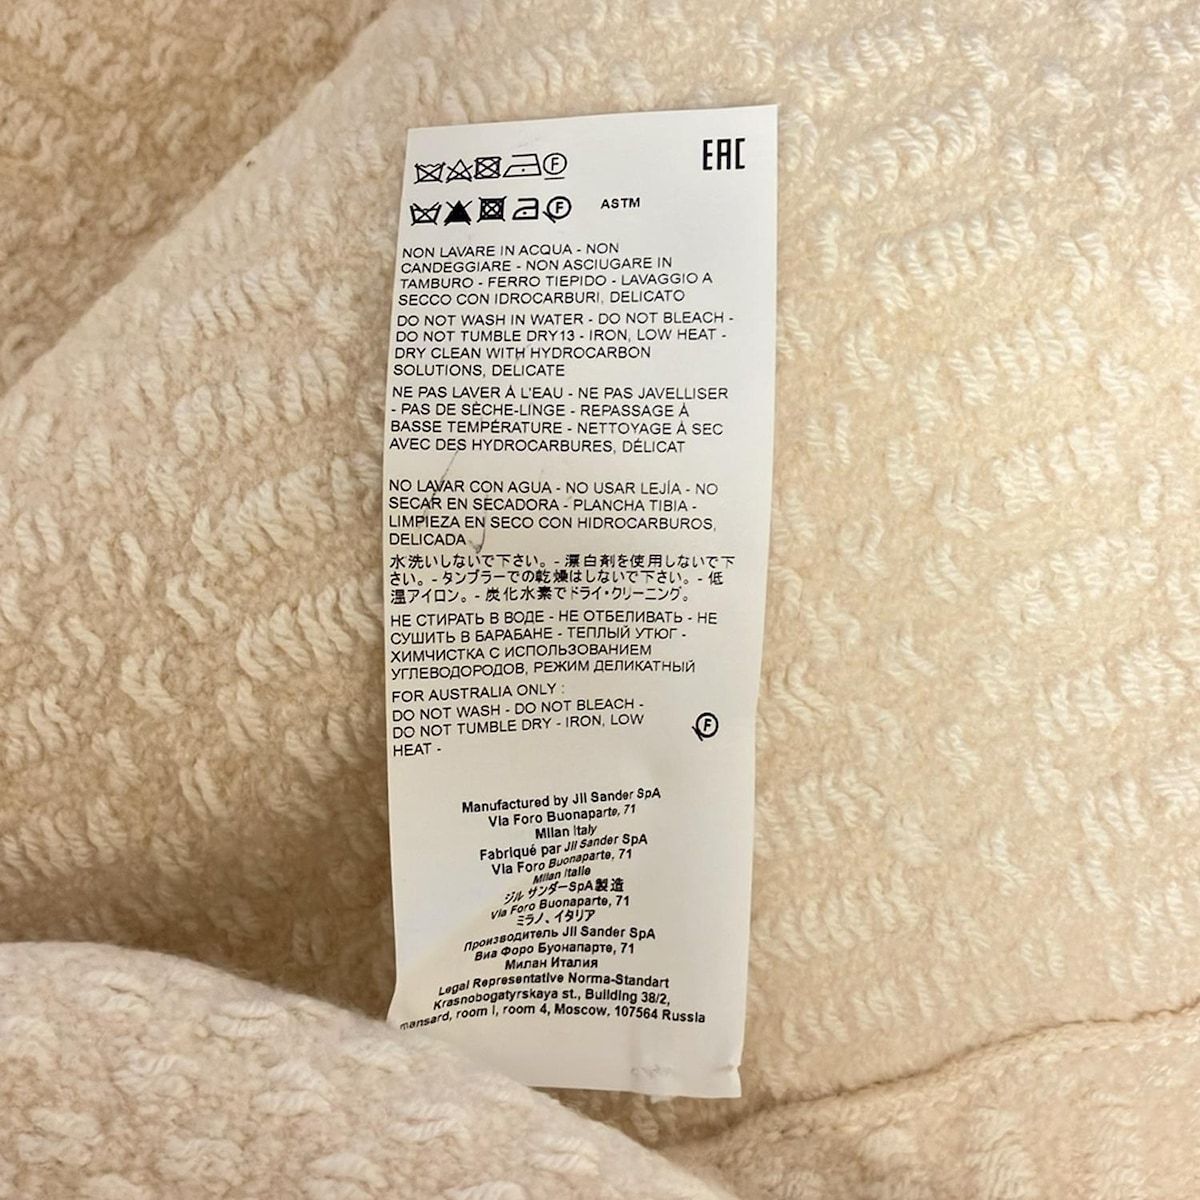 EAC
F
ASTM
F
NON LAVARE IN ACQUA - NON
CANDEGGIARE - NON ASCIUGARE IN
TAMBURO - FERRO TIEPIDO - LAVAGGIO A
SECCO CON IDROCARBURI, DELICATO
DO NOT WASH IN WATER - DO NOT BLEACH -
DO NOT TUMBLE DRY13 - IRON, LOW HEAT -
DRY CLEAN WITH HYDROCARBON
SOLUTIONS, DELICATE
NE PAS LAVER À L'EAU - NE PAS JAVELLISER
- PAS DE SÈCHE-LINGE - REPASSAGE À
BASSE TEMPÉRATURE - NETTOYAGE À SEC
AVEC DES HYDROCARBURES, DÉLICAT
NO LAVAR CON AGUA - NO USAR LEJÍA - NO
SECAR EN SECADORA - PLANCHA TIBIA -
LIMPIEZA EN SECO CON HIDROCARBUROS,
DELICADA
水洗いしないで下さい。- 漂白剤を使用しないで下
さい。- タンブラーでの乾燥はしないで下さい。- 低
温アイロン。- 炭化水素でドライ・クリーニング。
НЕ СТИРАТЬ В ВОДЕ - НЕ ОТБЕЛИВАТЬ - НЕ
СУШИТЬ В БАРАБАНЕ - ТЕПЛЫЙ УТЮГ -
ХИМЧИСТКА С ИСПОЛЬЗОВАНИЕМ
УГЛЕВОДОРОДОВ, РЕЖИМ ДЕЛИКАТНЫЙ
FOR AUSTRALIA ONLY :
DO NOT WASH - DO NOT BLEACH -
DO NOT TUMBLE DRY - IRON, LOW
HEAT -
F
Manufactured by Jil Sander SpA
Via Foro Buonaparte, 71
Milan Italy
Fabriqué par Jil Sander SpA
Via Foro Buonaparte, 71
Milan Italie
ジル サンダーSpA製造
Via Foro Buonaparte, 71
ミラノ、イタリア
Производитель Jil Sander SpA
Виа Форо Буонапарте, 71
Милан Италия
Legal Representative Norma-Standart
Krasnobogatyrskaya st., Building 38/2,
mansard, room I, room 4, Moscow, 107564 Russia